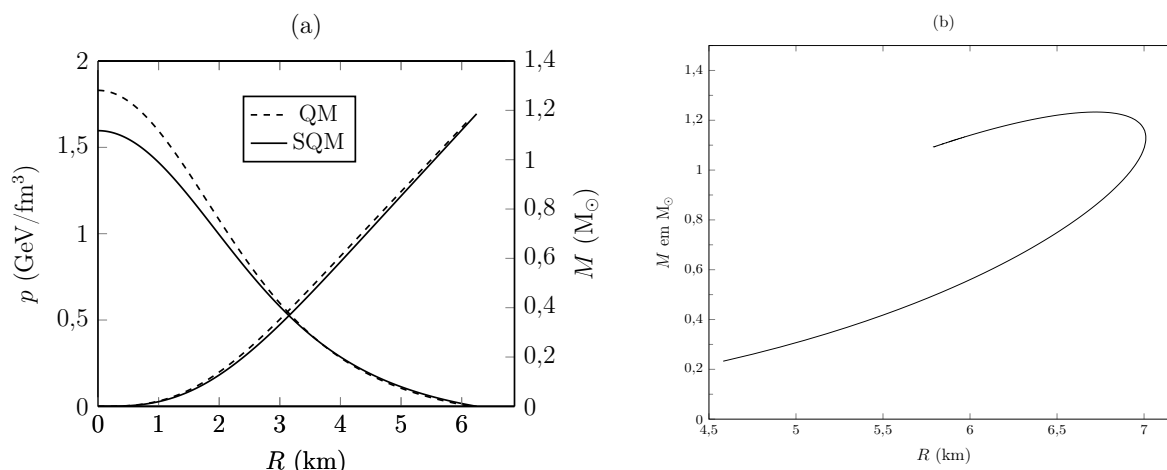 (a)
2
1,5
1
0,5
0
p (GeV/fm³)
0 1 2 3 4 5 6
R (km)
1,4
1,2
1
0,8
0,6
0,4
0,2
0
M (M☉)
QM
SQM
(b)
1,4
1,2
1
0,8
0,6
0,4
0,2
0
M em M☉
4,5 5 5,5 6 6,5 7
R (km)